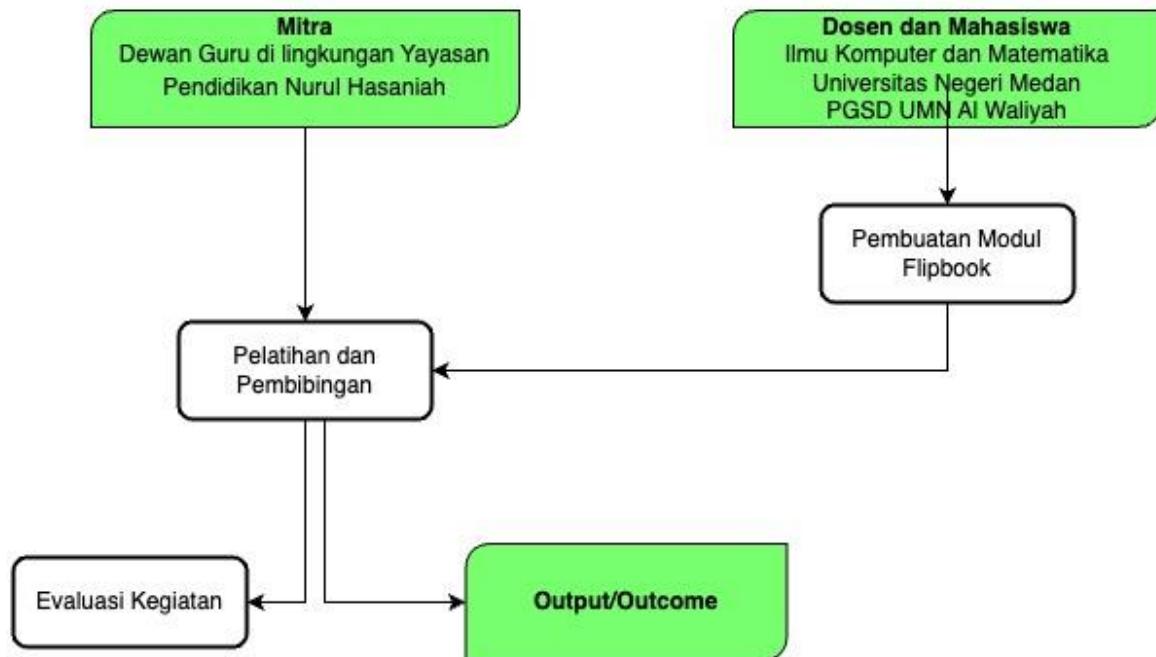 Mitra
Dewan Guru di lingkungan Yayasan
Pendidikan Nurul Hasaniah
Dosen dan Mahasiswa
Ilmu Komputer dan Matematika
Universitas Negeri Medan
PGSD UMN Al Waliyah
Pembuatan Modul
Flipbook
Pelatihan dan
Pembibingan
Evaluasi Kegiatan
Output/Outcome